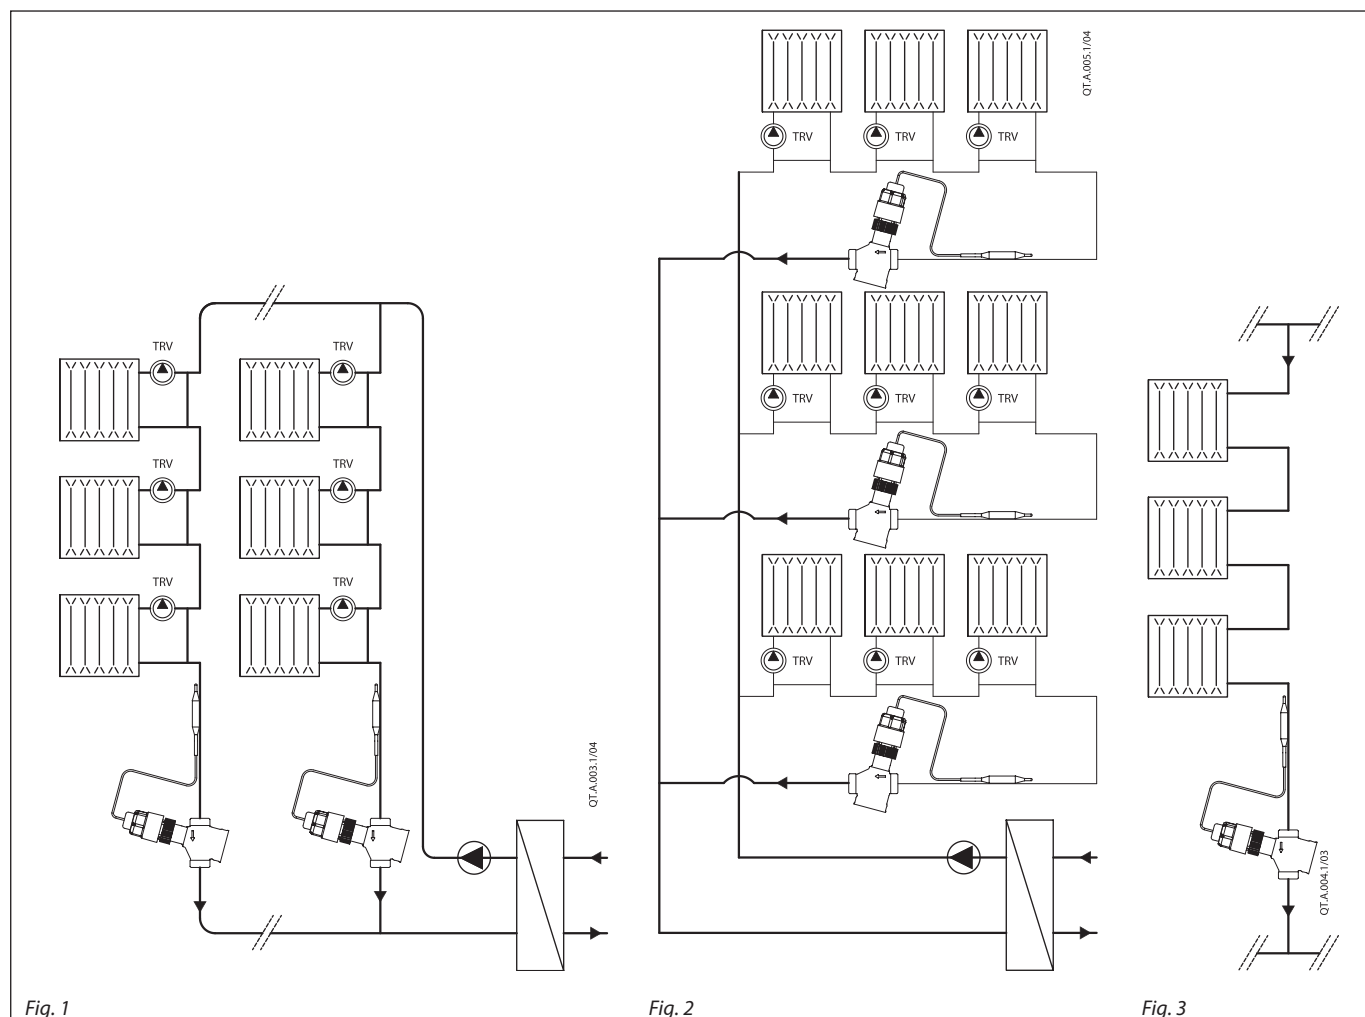 TRV
TRV
TRV
TRV
TRV
TRV
QT.A.003.1/04
Fig. 1
TRV
TRV
TRV
QT.A.005.1/04
TRV
TRV
TRV
TRV
TRV
TRV
Fig. 2
QT.A.004.1/03
Fig. 3